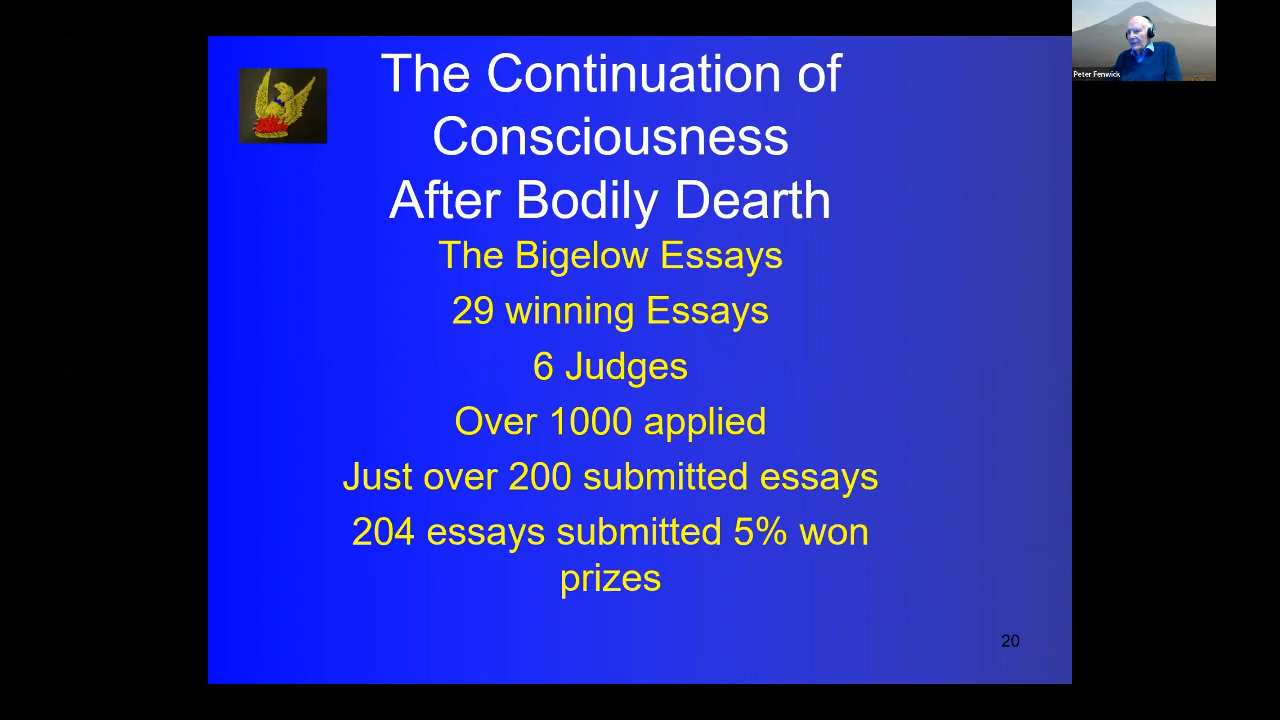 The Continuation of
Consciousness
After Bodily Dearth
The Bigelow Essays
29 winning Essays
6 Judges
Over 1000 applied
Just over 200 submitted essays
204 essays submitted 5% won
prizes
20
Peter Fenwick